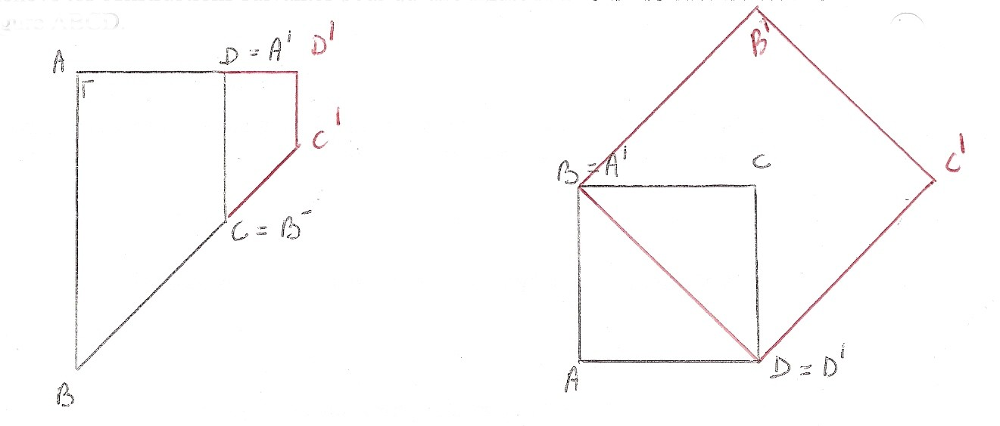 A
D = A'
D'
C'
C = B'
B
B'
B = A'
C
C'
A
D = D'